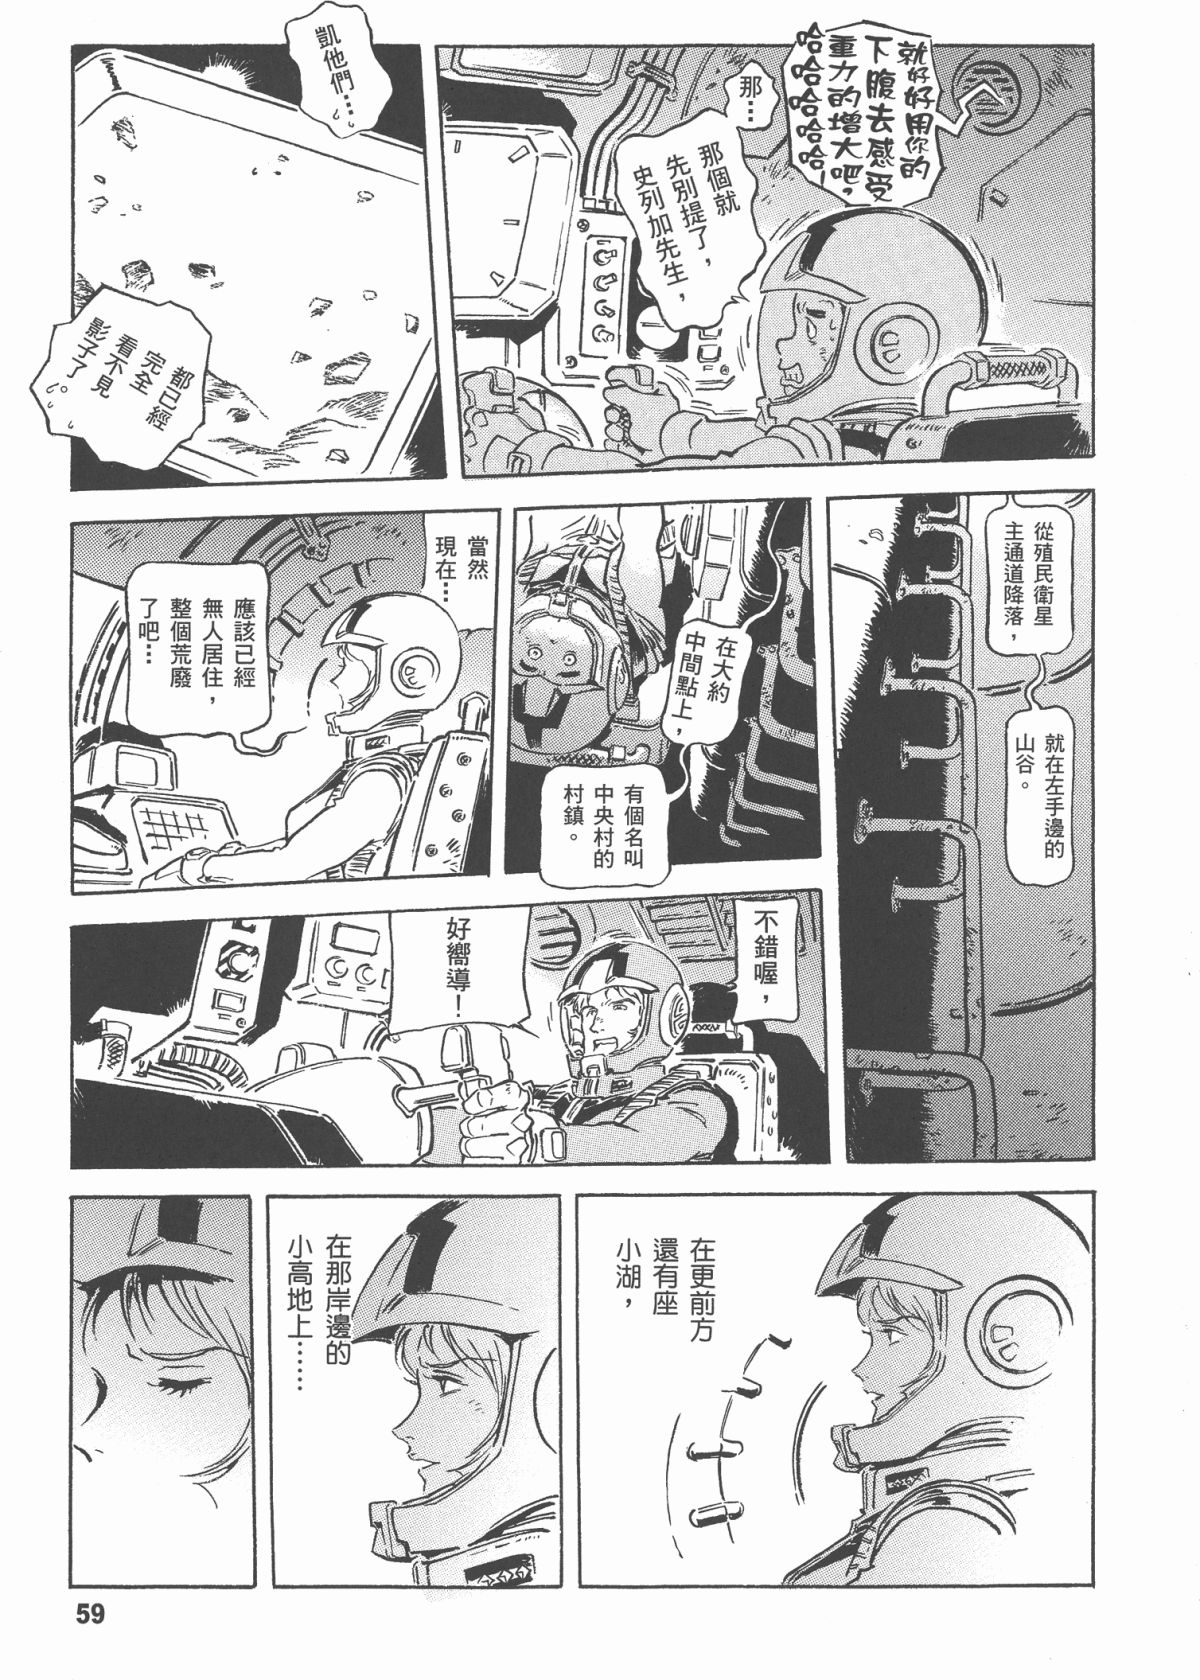 就好好用你的
下腹去感受
重力的增大吧，
哈哈哈哈哈哈！
那…
那個就
先別提了，
史列加先生，
凱他們…
都已經
完全
看不見
影子了。
從殖民衛星
主通道降落，
就在左手邊的
山谷。
在大約
中間點上，
有個名叫
中央村的
村鎮。
當然
現在…
應該已經
無人居住，
整個荒廢
了吧…
不錯喔，
好嚮導！
在更前方
還有座
小湖，
在那岸邊的
小高地上……
59